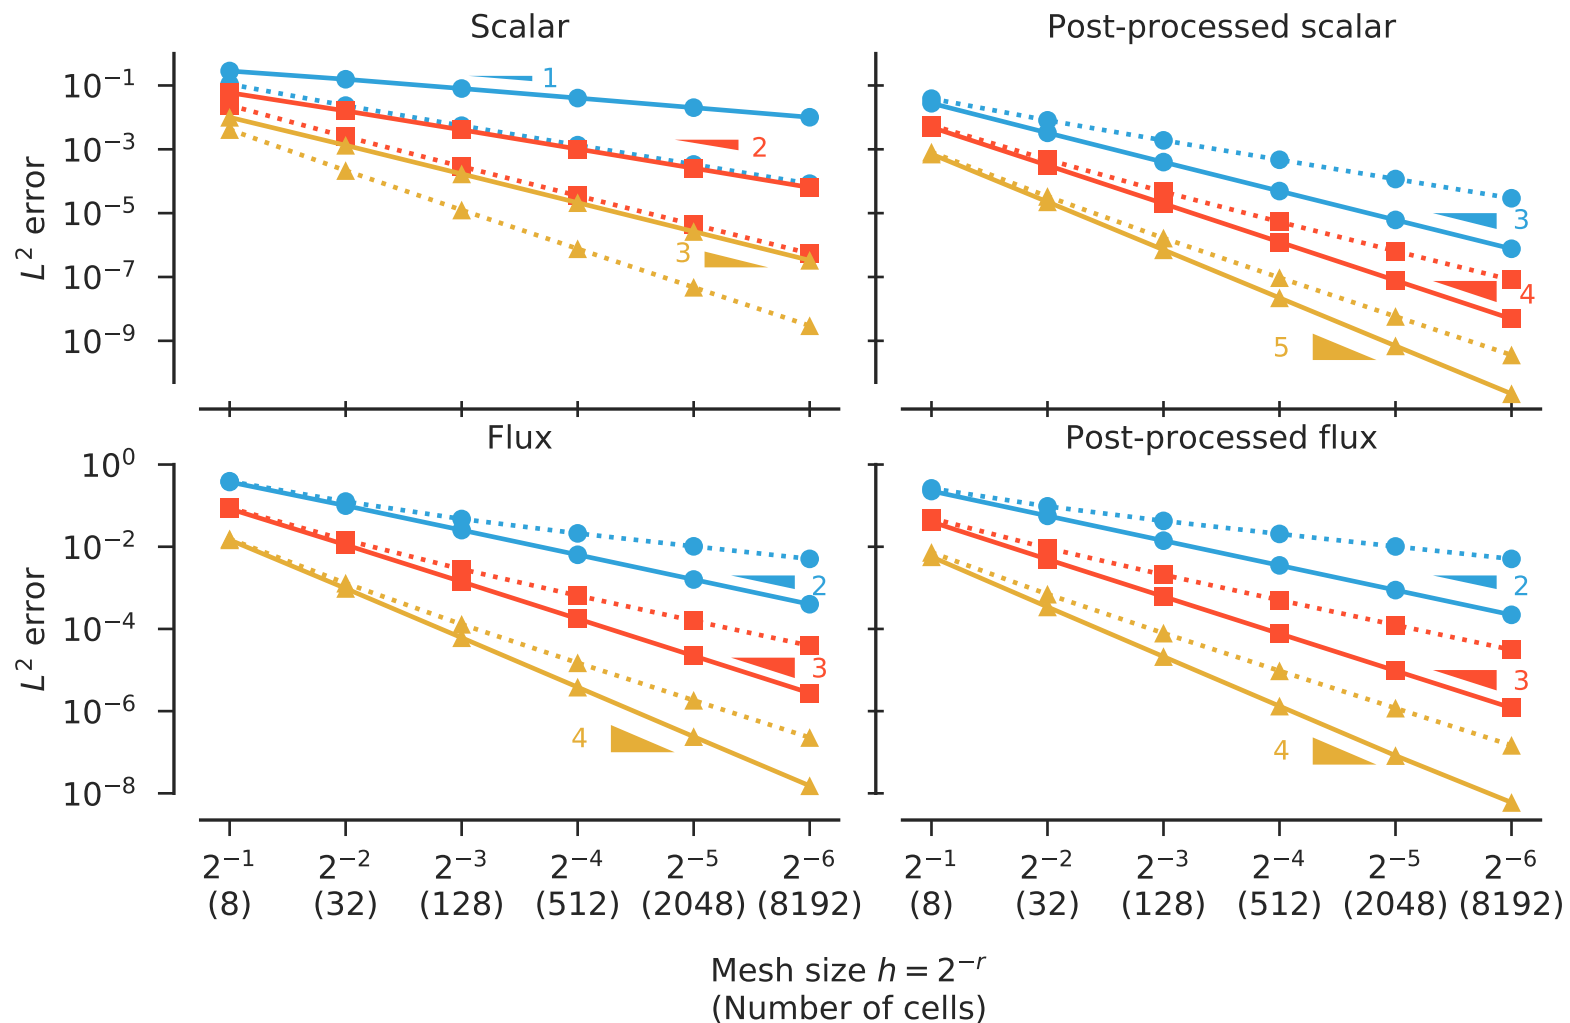 Scalar
Post-processed scalar
10⁻¹
10⁻³
10⁻⁵
10⁻⁷
10⁻⁹
L² error
1
2
3
3
4
5
Flux
Post-processed flux
10⁰
10⁻²
10⁻⁴
10⁻⁶
10⁻⁸
L² error
2
3
4
2
3
4
2⁻¹ 2⁻² 2⁻³ 2⁻⁴ 2⁻⁵ 2⁻⁶ 2⁻¹ 2⁻² 2⁻³ 2⁻⁴ 2⁻⁵ 2⁻⁶
(8) (32) (128) (512) (2048) (8192) (8) (32) (128) (512) (2048) (8192)
Mesh size h = 2⁻ʳ
(Number of cells)